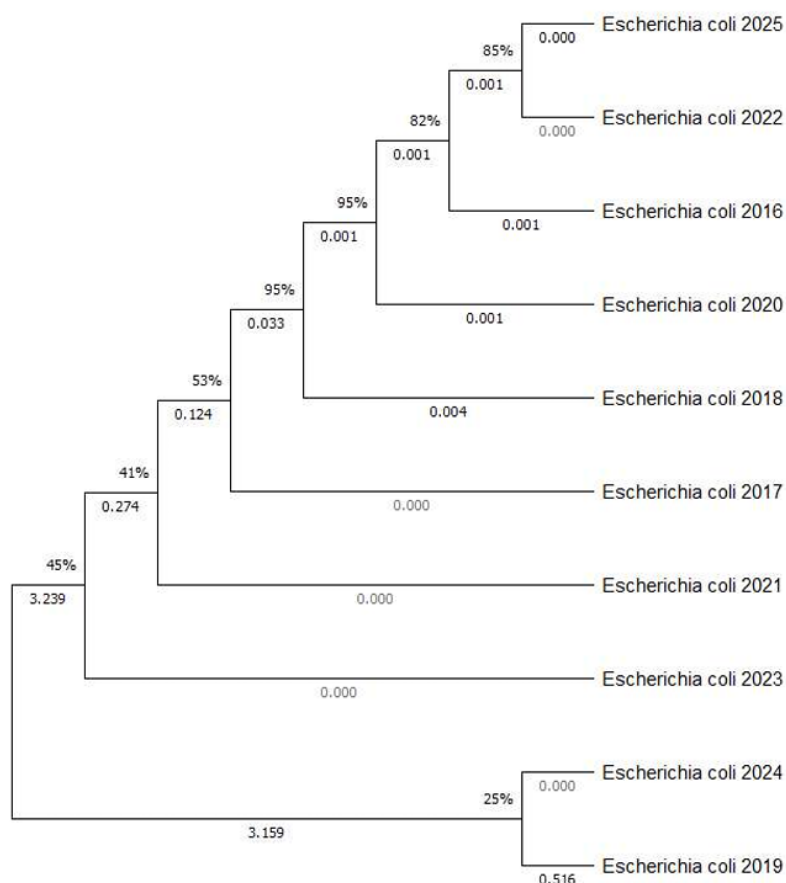 Escherichia coli 2025
0.000
85%
0.001
Escherichia coli 2022
0.000
82%
0.001
Escherichia coli 2016
0.001
95%
0.001
Escherichia coli 2020
0.001
95%
0.033
Escherichia coli 2018
0.004
53%
0.124
Escherichia coli 2017
0.000
41%
0.274
Escherichia coli 2021
0.000
45%
3.239
Escherichia coli 2023
0.000
Escherichia coli 2024
0.000
25%
3.159
Escherichia coli 2019
0.516